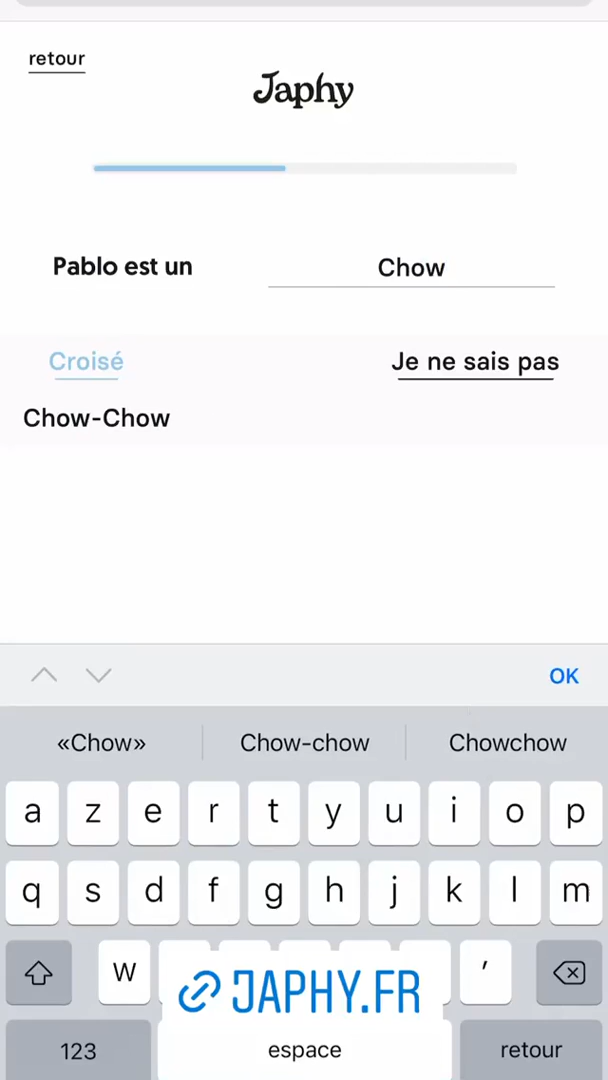 retour
Japhy
Pablo est un Chow
Croisé Je ne sais pas
Chow-Chow
OK
«Chow» Chow-chow Chowchow
a z e r t y u i o p
q s d f g h j k l m
W ′
JAPHY.FR
123 espace retour